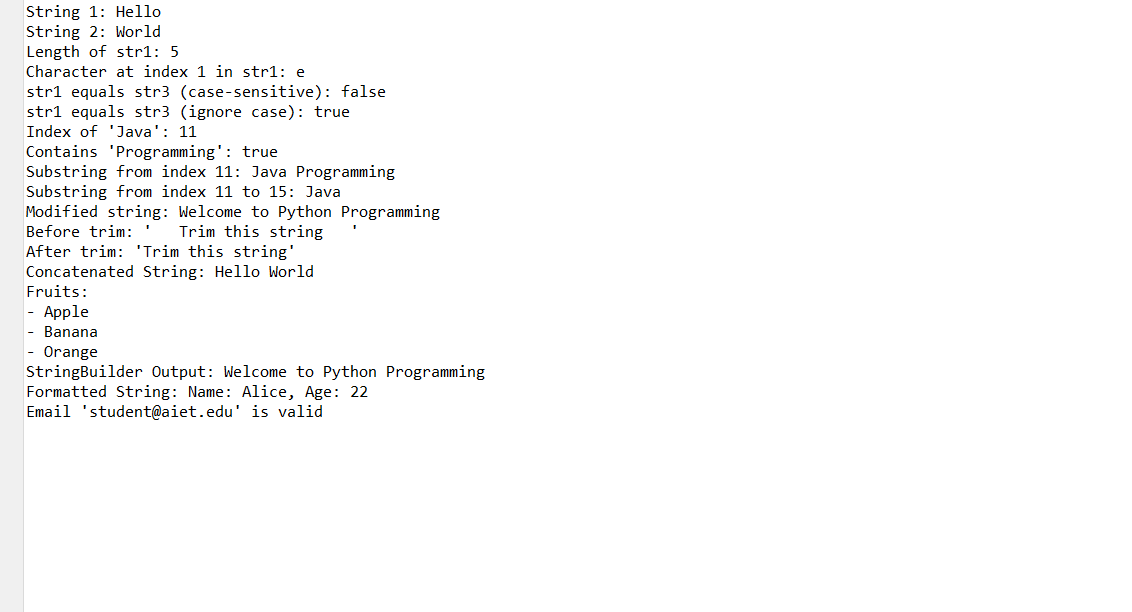 String 1: Hello
String 2: World
Length of str1: 5
Character at index 1 in str1: e
str1 equals str3 (case-sensitive): false
str1 equals str3 (ignore case): true
Index of 'Java': 11
Contains 'Programming': true
Substring from index 11: Java Programming
Substring from index 11 to 15: Java
Modified string: Welcome to Python Programming
Before trim: '   Trim this string   '
After trim: 'Trim this string'
Concatenated String: Hello World
Fruits:
- Apple
- Banana
- Orange
StringBuilder Output: Welcome to Python Programming
Formatted String: Name: Alice, Age: 22
Email 'student@aiet.edu' is valid